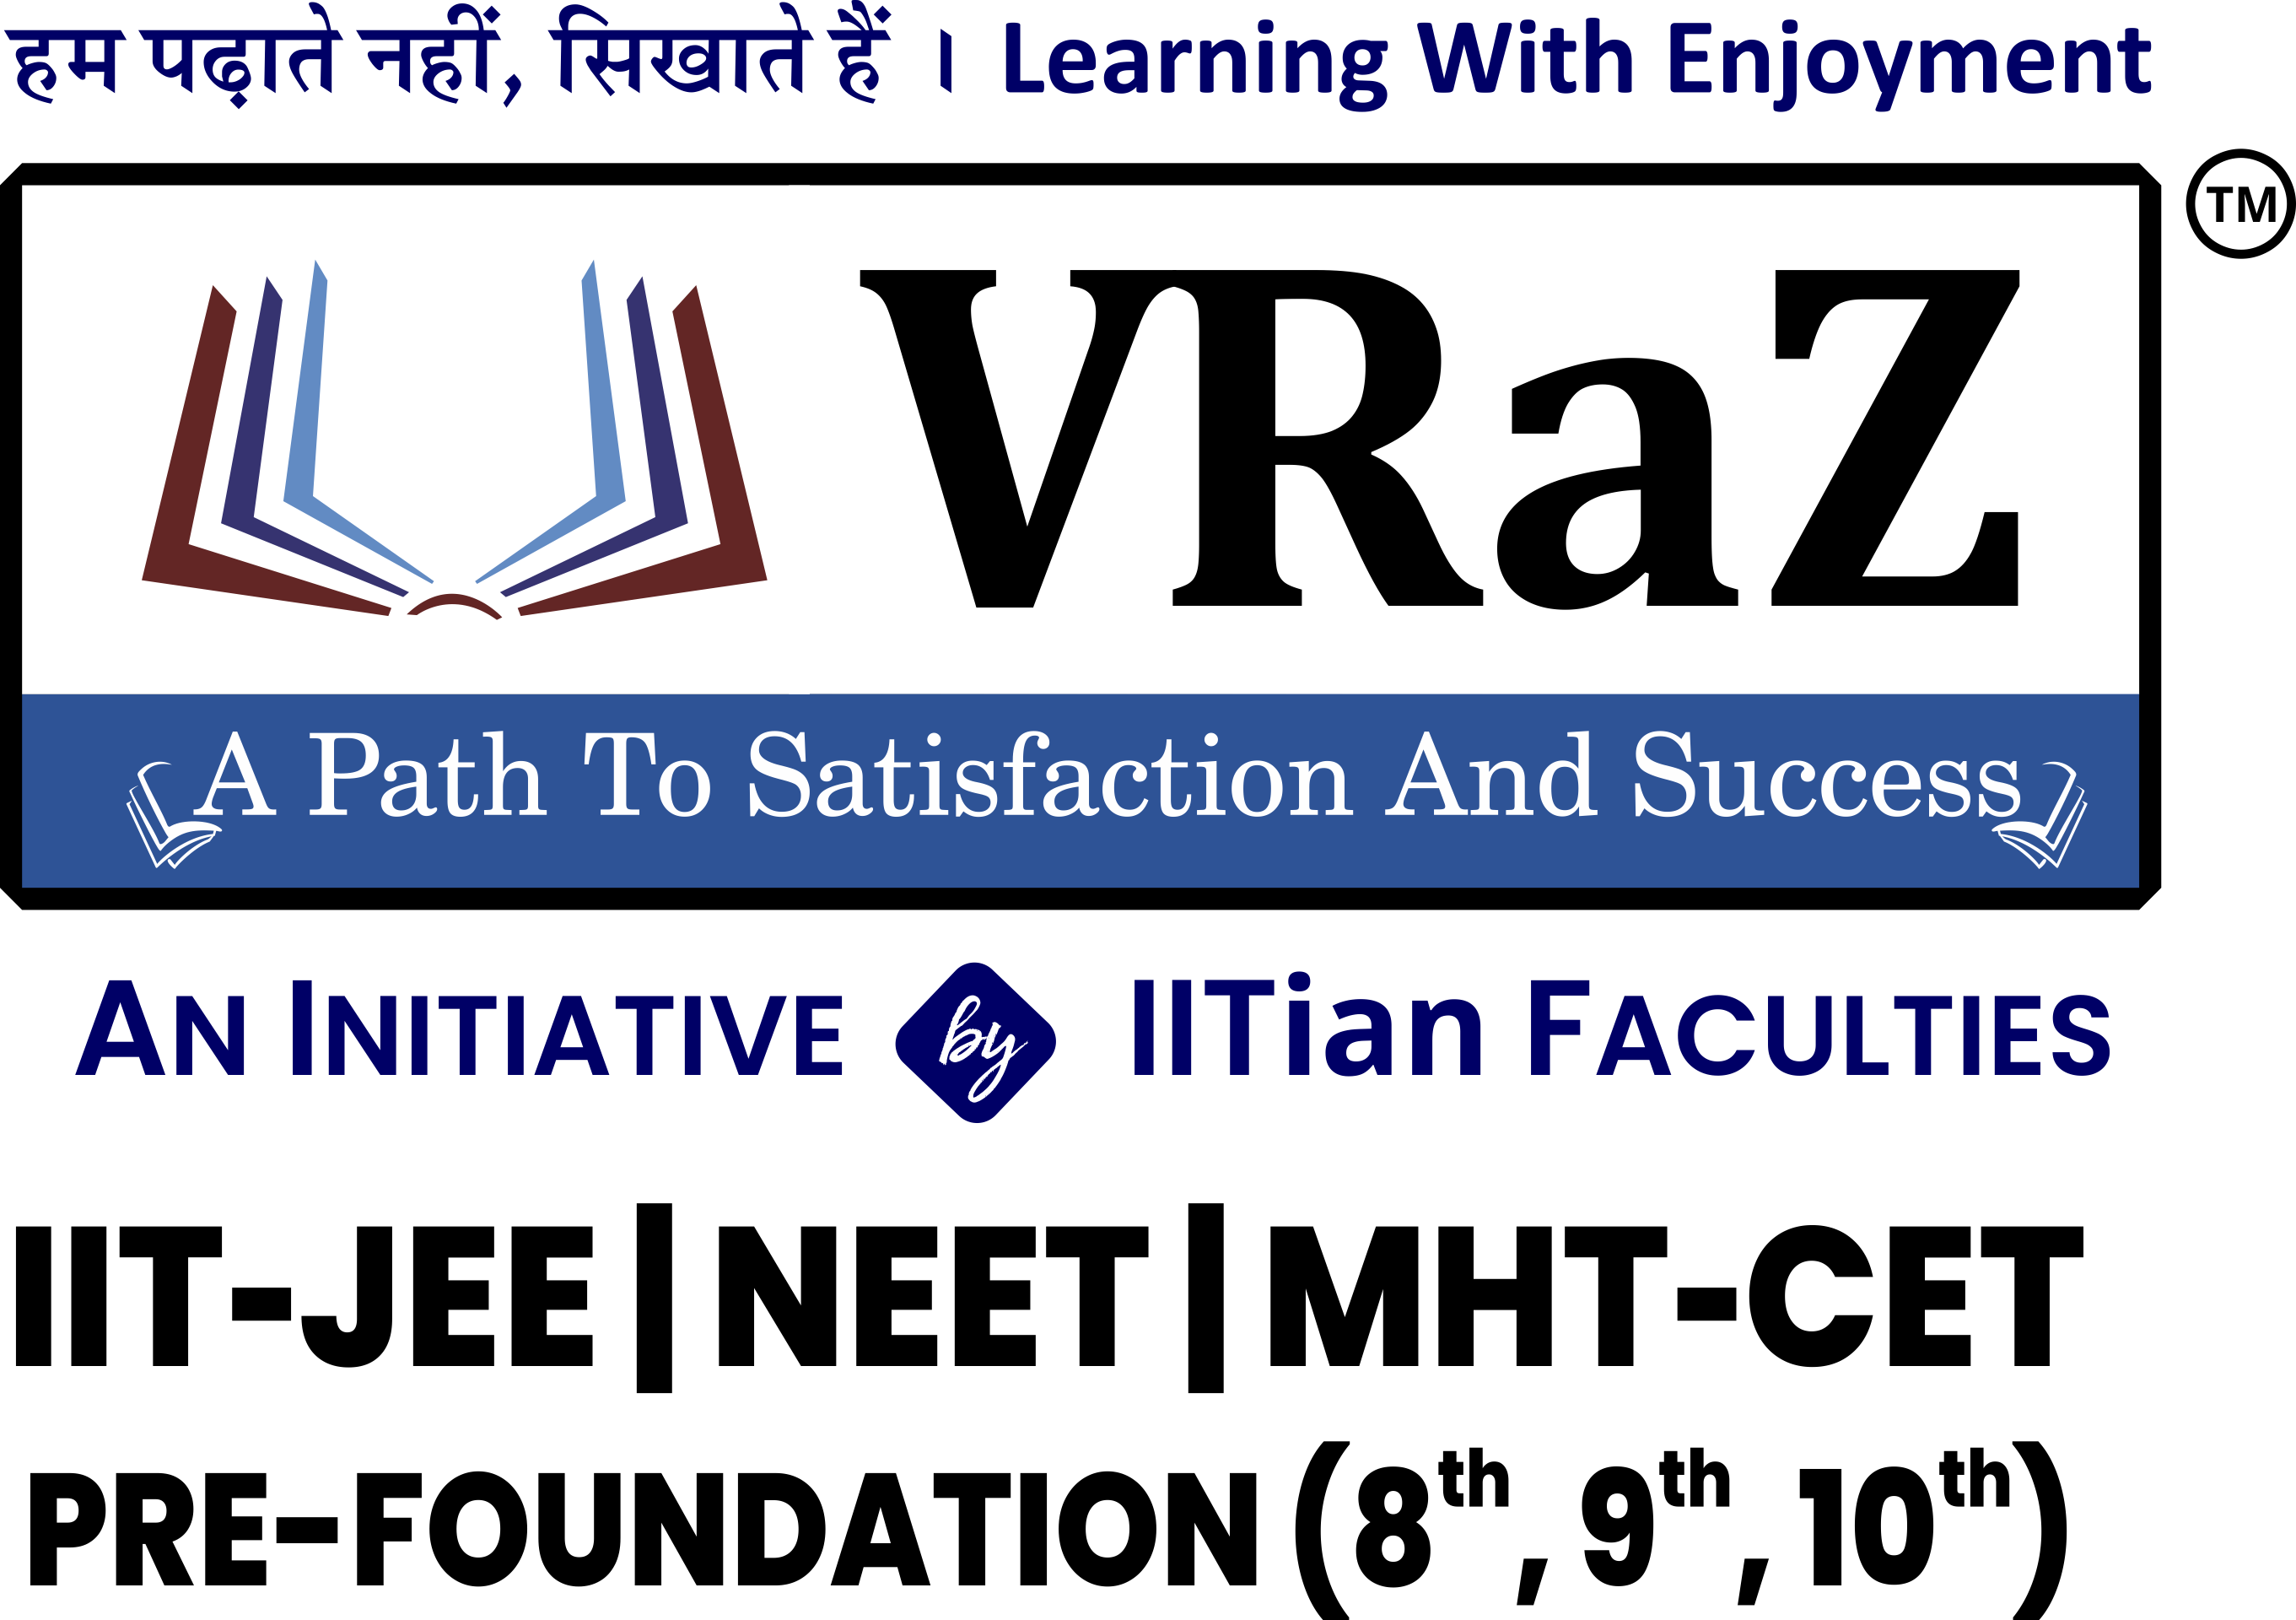 हम पढ़ाते नहीं, सिखाते हैं । Learning With Enjoyment
TM
VRaZ
A Path To Satisfaction And Success
AN INITIATIVE By IITian FACULTIES
IIT-JEE | NEET | MHT-CET
PRE-FOUNDATION (8th, 9th, 10th)